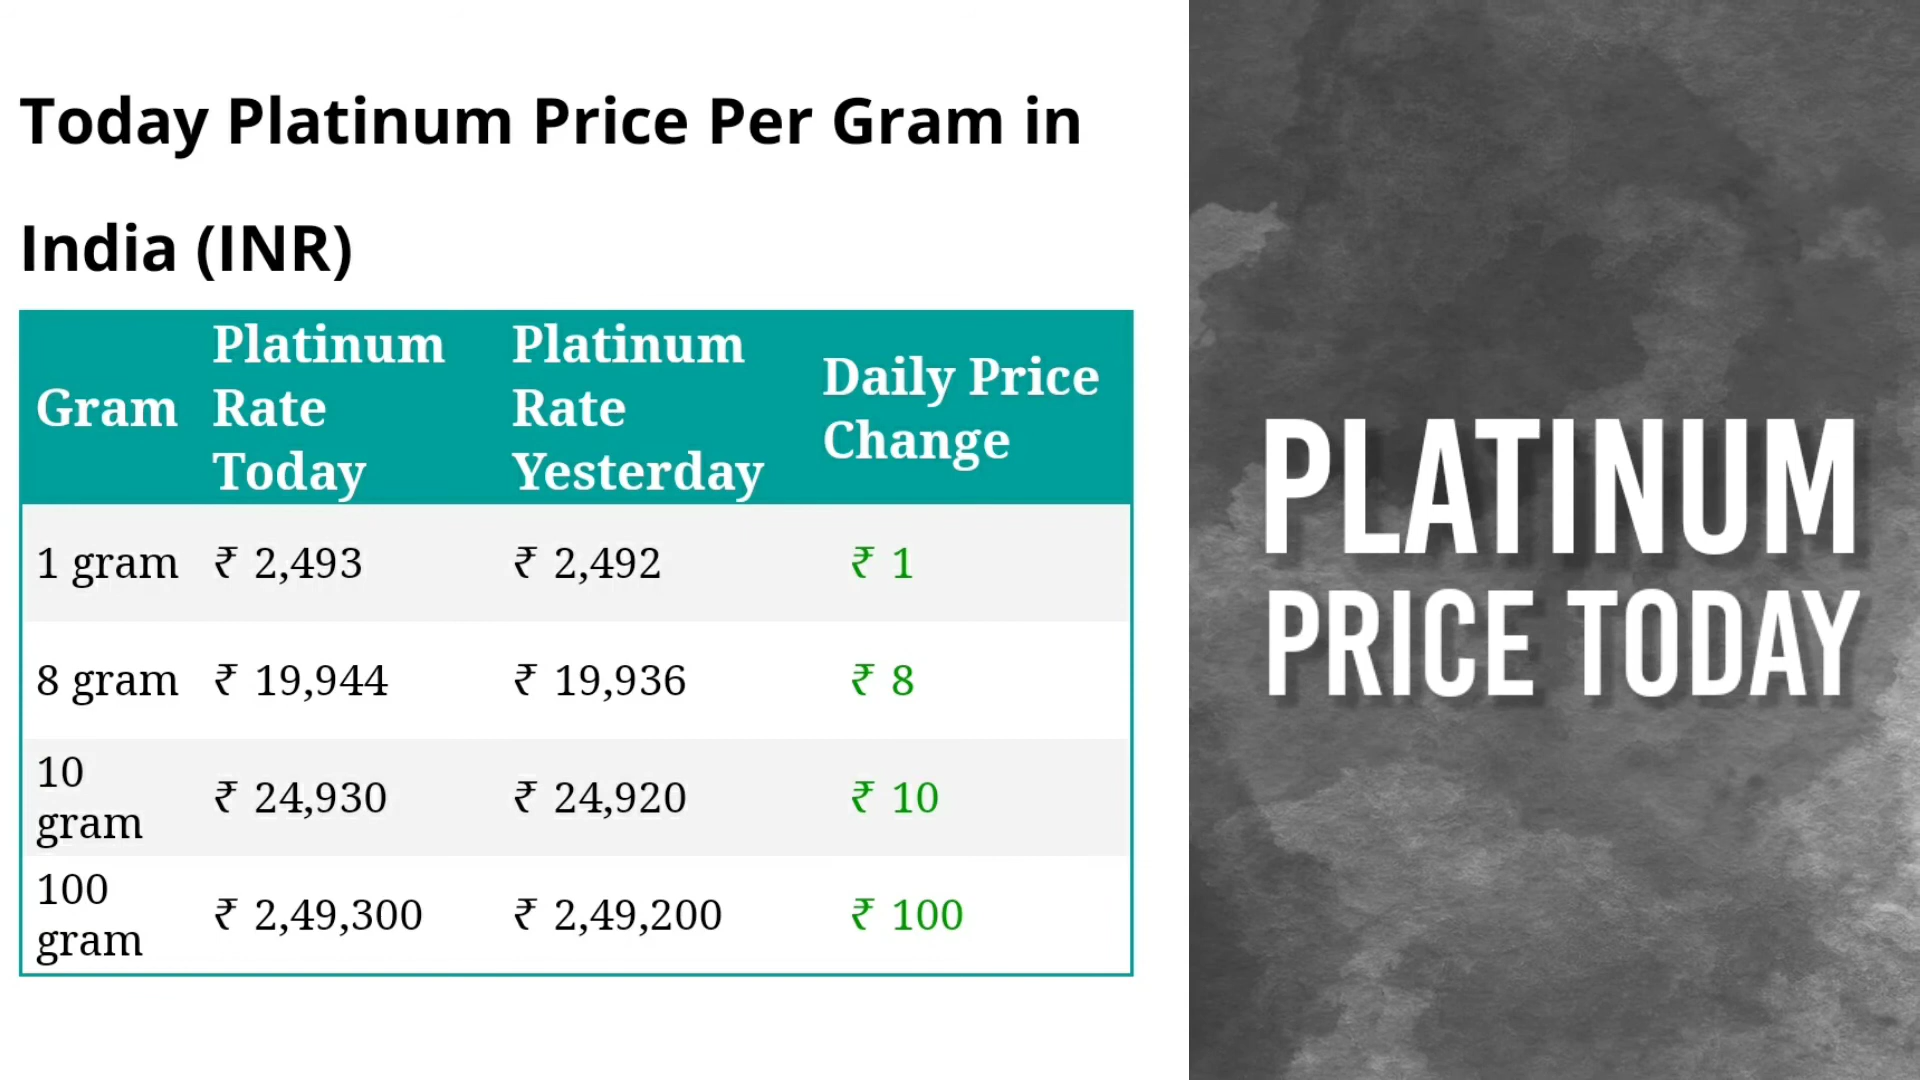 Today Platinum Price Per Gram in
India (INR)
Gram Platinum Rate Today Platinum Rate Yesterday Daily Price Change
1 gram ₹ 2,493 ₹ 2,492 ₹ 1
8 gram ₹ 19,944 ₹ 19,936 ₹ 8
10 gram ₹ 24,930 ₹ 24,920 ₹ 10
100 gram ₹ 2,49,300 ₹ 2,49,200 ₹ 100
PLATINUM
PRICE TODAY